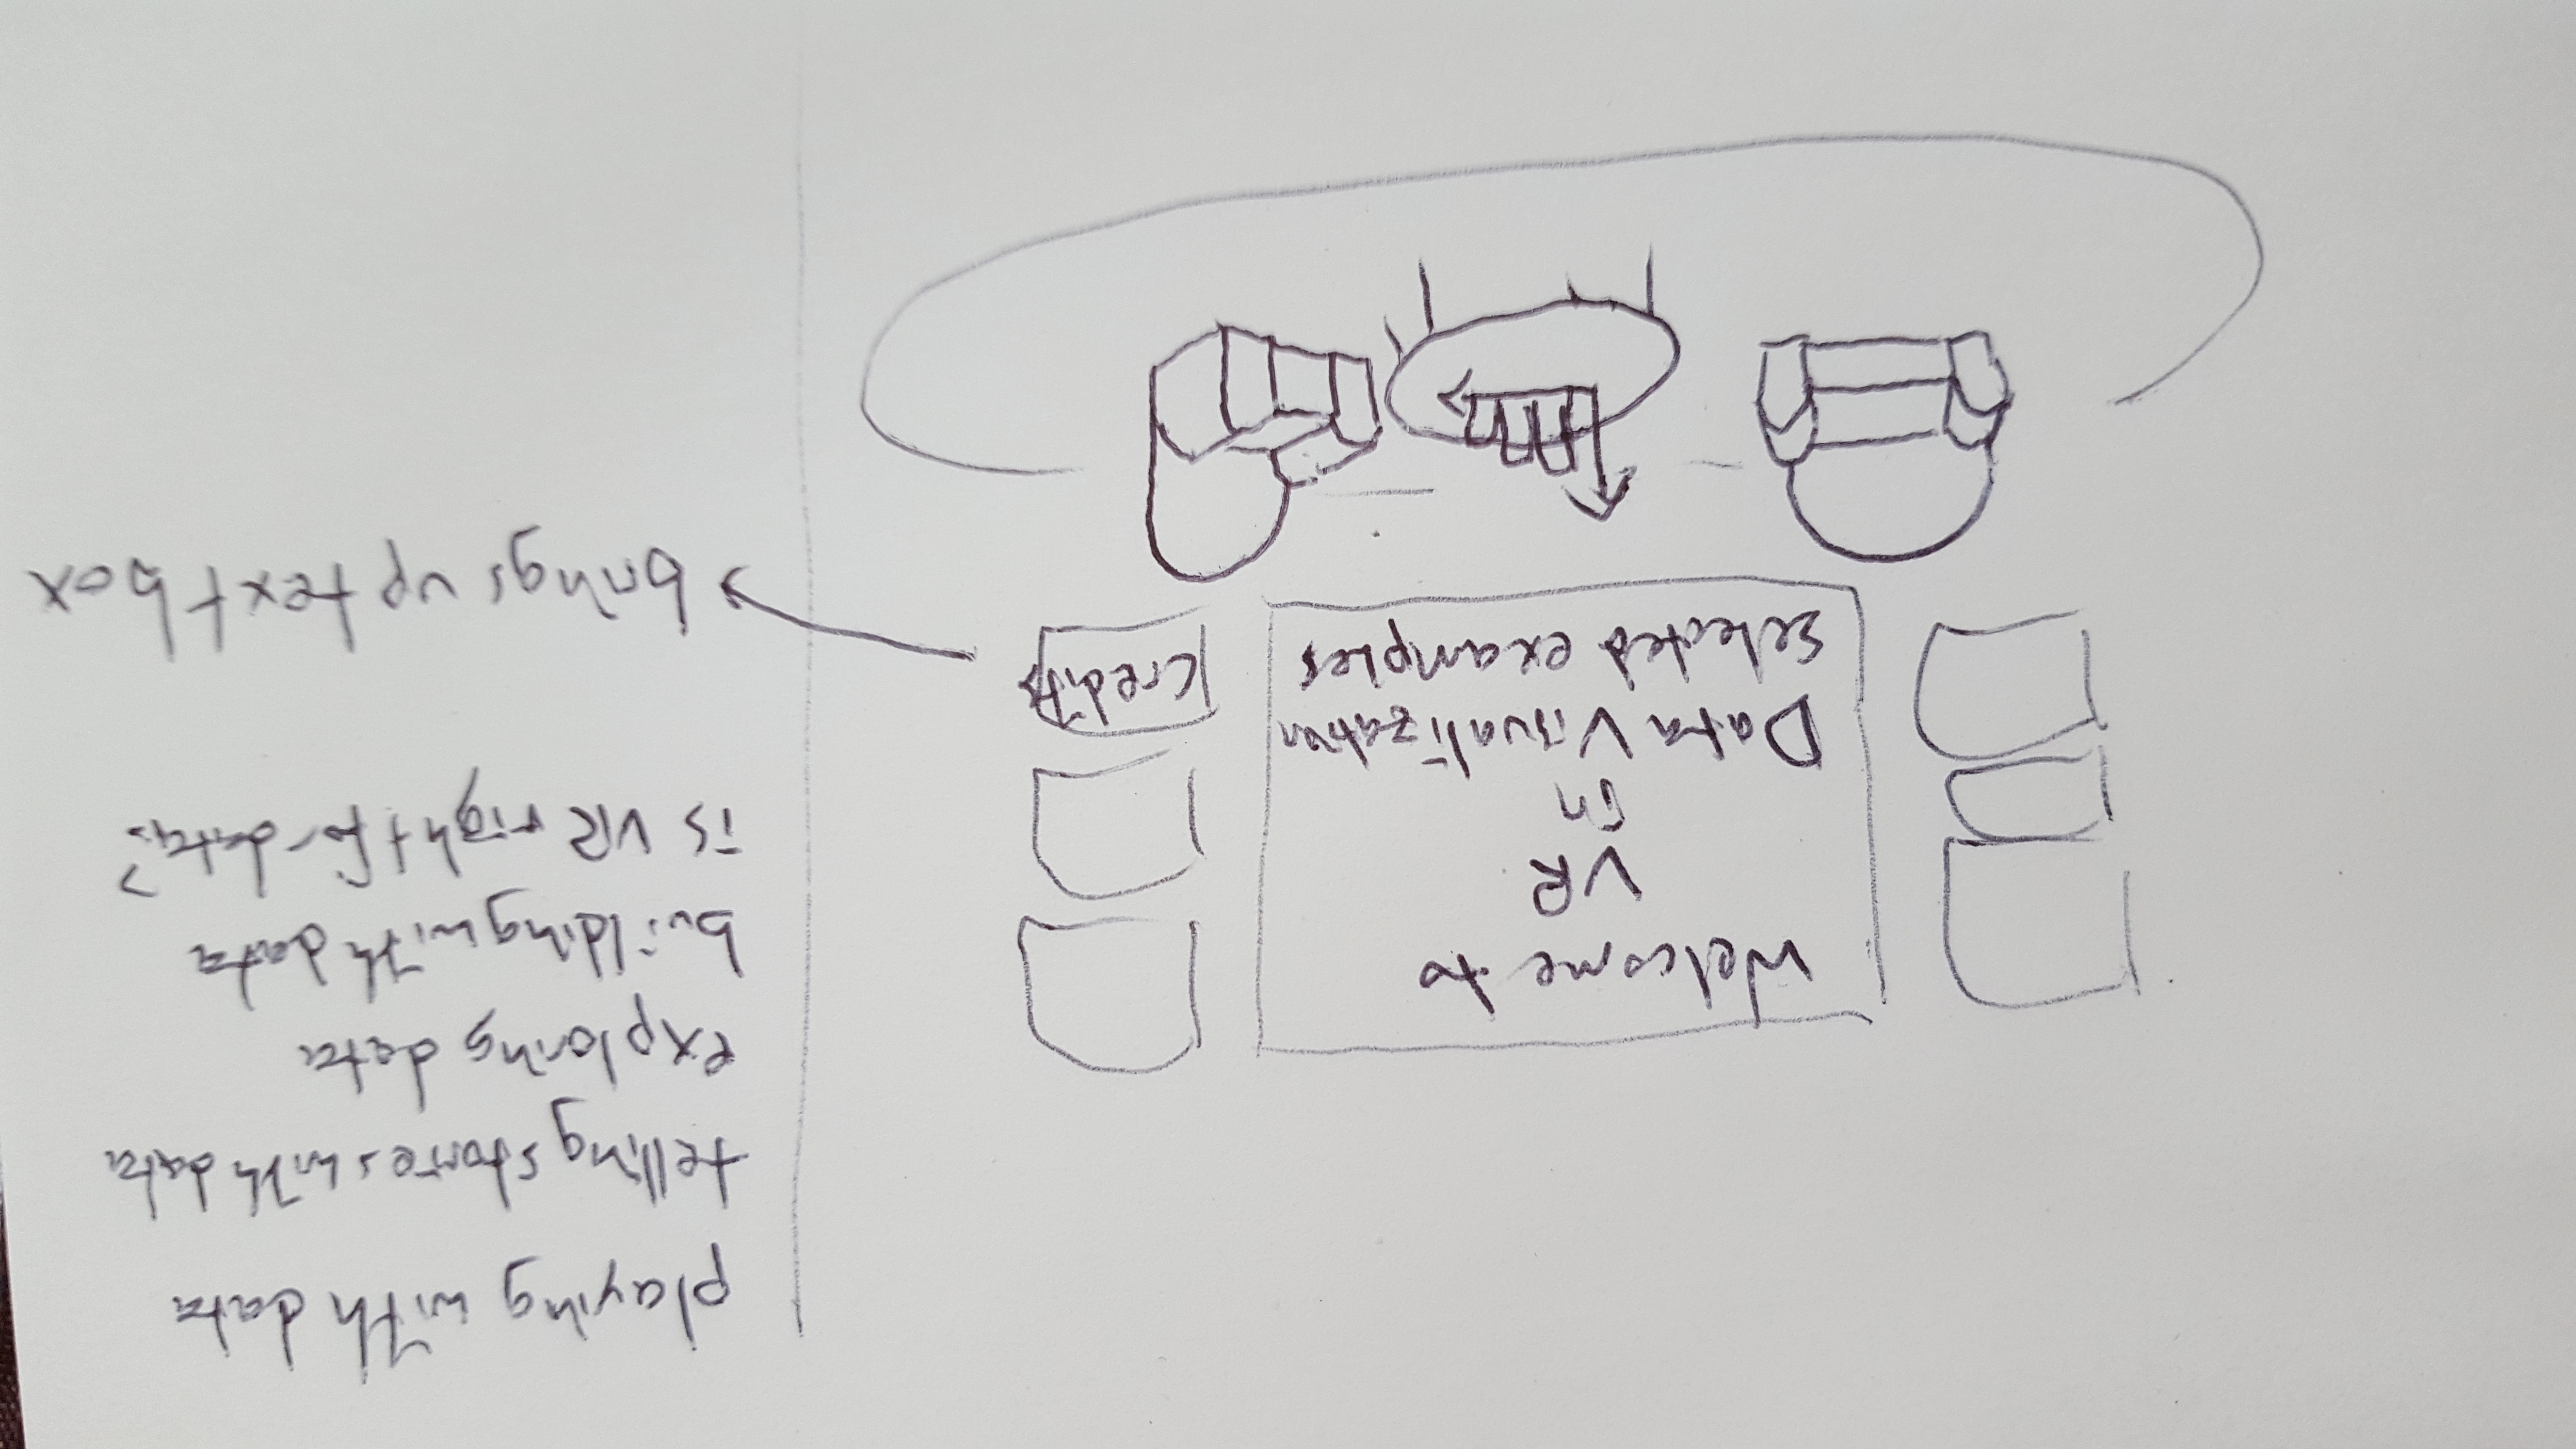 Welcome to
VR
in
Data Visualization
Selected examples
Credits
playing with data
telling stories with data
exploring data
building with data
is VR right for data?
brings up text box